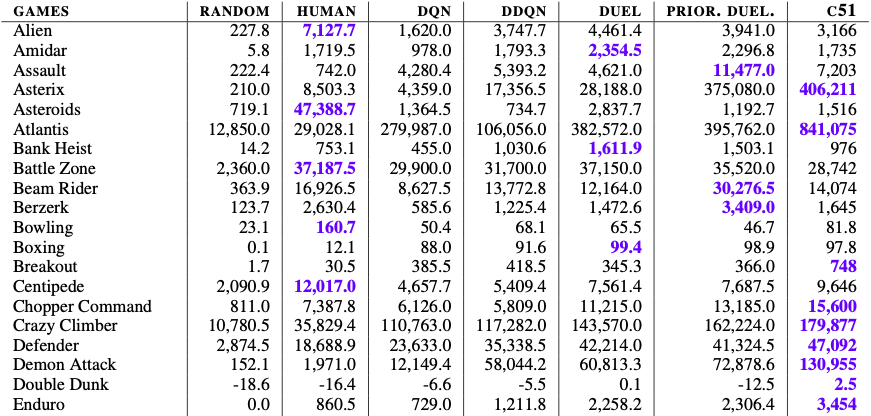 GAMES RANDOM HUMAN DQN DDQN DUEL PRIOR. DUEL. C51
Alien 227.8 7,127.7 1,620.0 3,747.7 4,461.4 3,941.0 3,166
Amidar 5.8 1,719.5 978.0 1,793.3 2,354.5 2,296.8 1,735
Assault 222.4 742.0 4,280.4 5,393.2 4,621.0 11,477.0 7,203
Asterix 210.0 8,503.3 4,359.0 17,356.5 28,188.0 375,080.0 406,211
Asteroids 719.1 47,388.7 1,364.5 734.7 2,837.7 1,192.7 1,516
Atlantis 12,850.0 29,028.1 279,987.0 106,056.0 382,572.0 395,762.0 841,075
Bank Heist 14.2 753.1 455.0 1,030.6 1,611.9 1,503.1 976
Battle Zone 2,360.0 37,187.5 29,900.0 31,700.0 37,150.0 35,520.0 28,742
Beam Rider 363.9 16,926.5 8,627.5 13,772.8 12,164.0 30,276.5 14,074
Berzerk 123.7 2,630.4 585.6 1,225.4 1,472.6 3,409.0 1,645
Bowling 23.1 160.7 50.4 68.1 65.5 46.7 81.8
Boxing 0.1 12.1 88.0 91.6 99.4 98.9 97.8
Breakout 1.7 30.5 385.5 418.5 345.3 366.0 748
Centipede 2,090.9 12,017.0 4,657.7 5,409.4 7,561.4 7,687.5 9,646
Chopper Command 811.0 7,387.8 6,126.0 5,809.0 11,215.0 13,185.0 15,600
Crazy Climber 10,780.5 35,829.4 110,763.0 117,282.0 143,570.0 162,224.0 179,877
Defender 2,874.5 18,688.9 23,633.0 35,338.5 42,214.0 41,324.5 47,092
Demon Attack 152.1 1,971.0 12,149.4 58,044.2 60,813.3 72,878.6 130,955
Double Dunk -18.6 -16.4 -6.6 -5.5 0.1 -12.5 2.5
Enduro 0.0 860.5 729.0 1,211.8 2,258.2 2,306.4 3,454